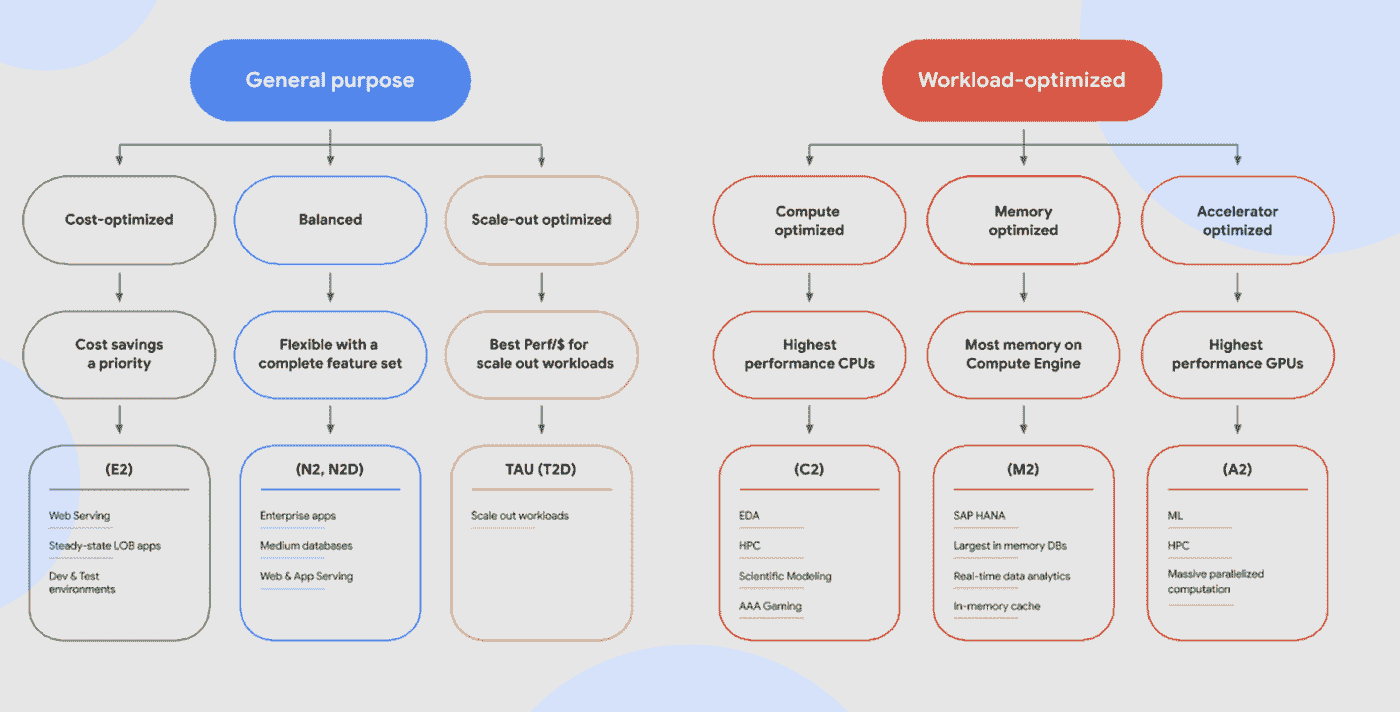 General purpose
Workload-optimized
Cost-optimized
Balanced
Scale-out optimized
Compute
optimized
Memory
optimized
Accelerator
optimized
Cost savings
a priority
Flexible with a
complete feature set
Best Perf/$ for
scale out workloads
Highest
performance CPUs
Most memory on
Compute Engine
Highest
performance GPUs
(E2)
Web Serving
Steady-state LOB apps
Dev & Test
environments
(N2, N2D)
Enterprise apps
Medium databases
Web & App Serving
TAU (T2D)
Scale out workloads
(C2)
EDA
HPC
Scientific Modeling
AAA Gaming
(M2)
SAP HANA
Largest in memory DBs
Real-time data analytics
In-memory cache
(A2)
ML
HPC
Massive parallelized
computation